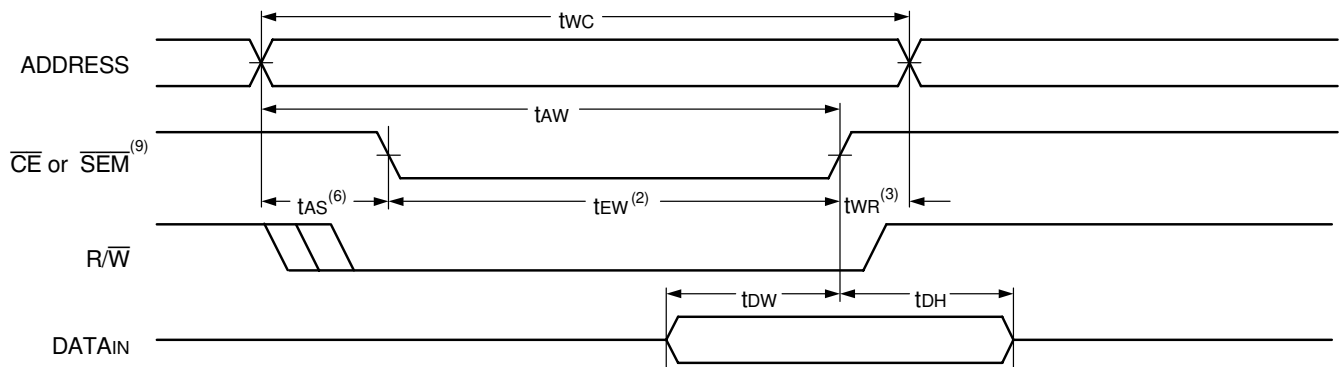 tWC
ADDRESS
tAW
CE or SEM(9)
tAS(6)
tEW(2)
tWR(3)
R/W
tDW
tDH
DATAIN